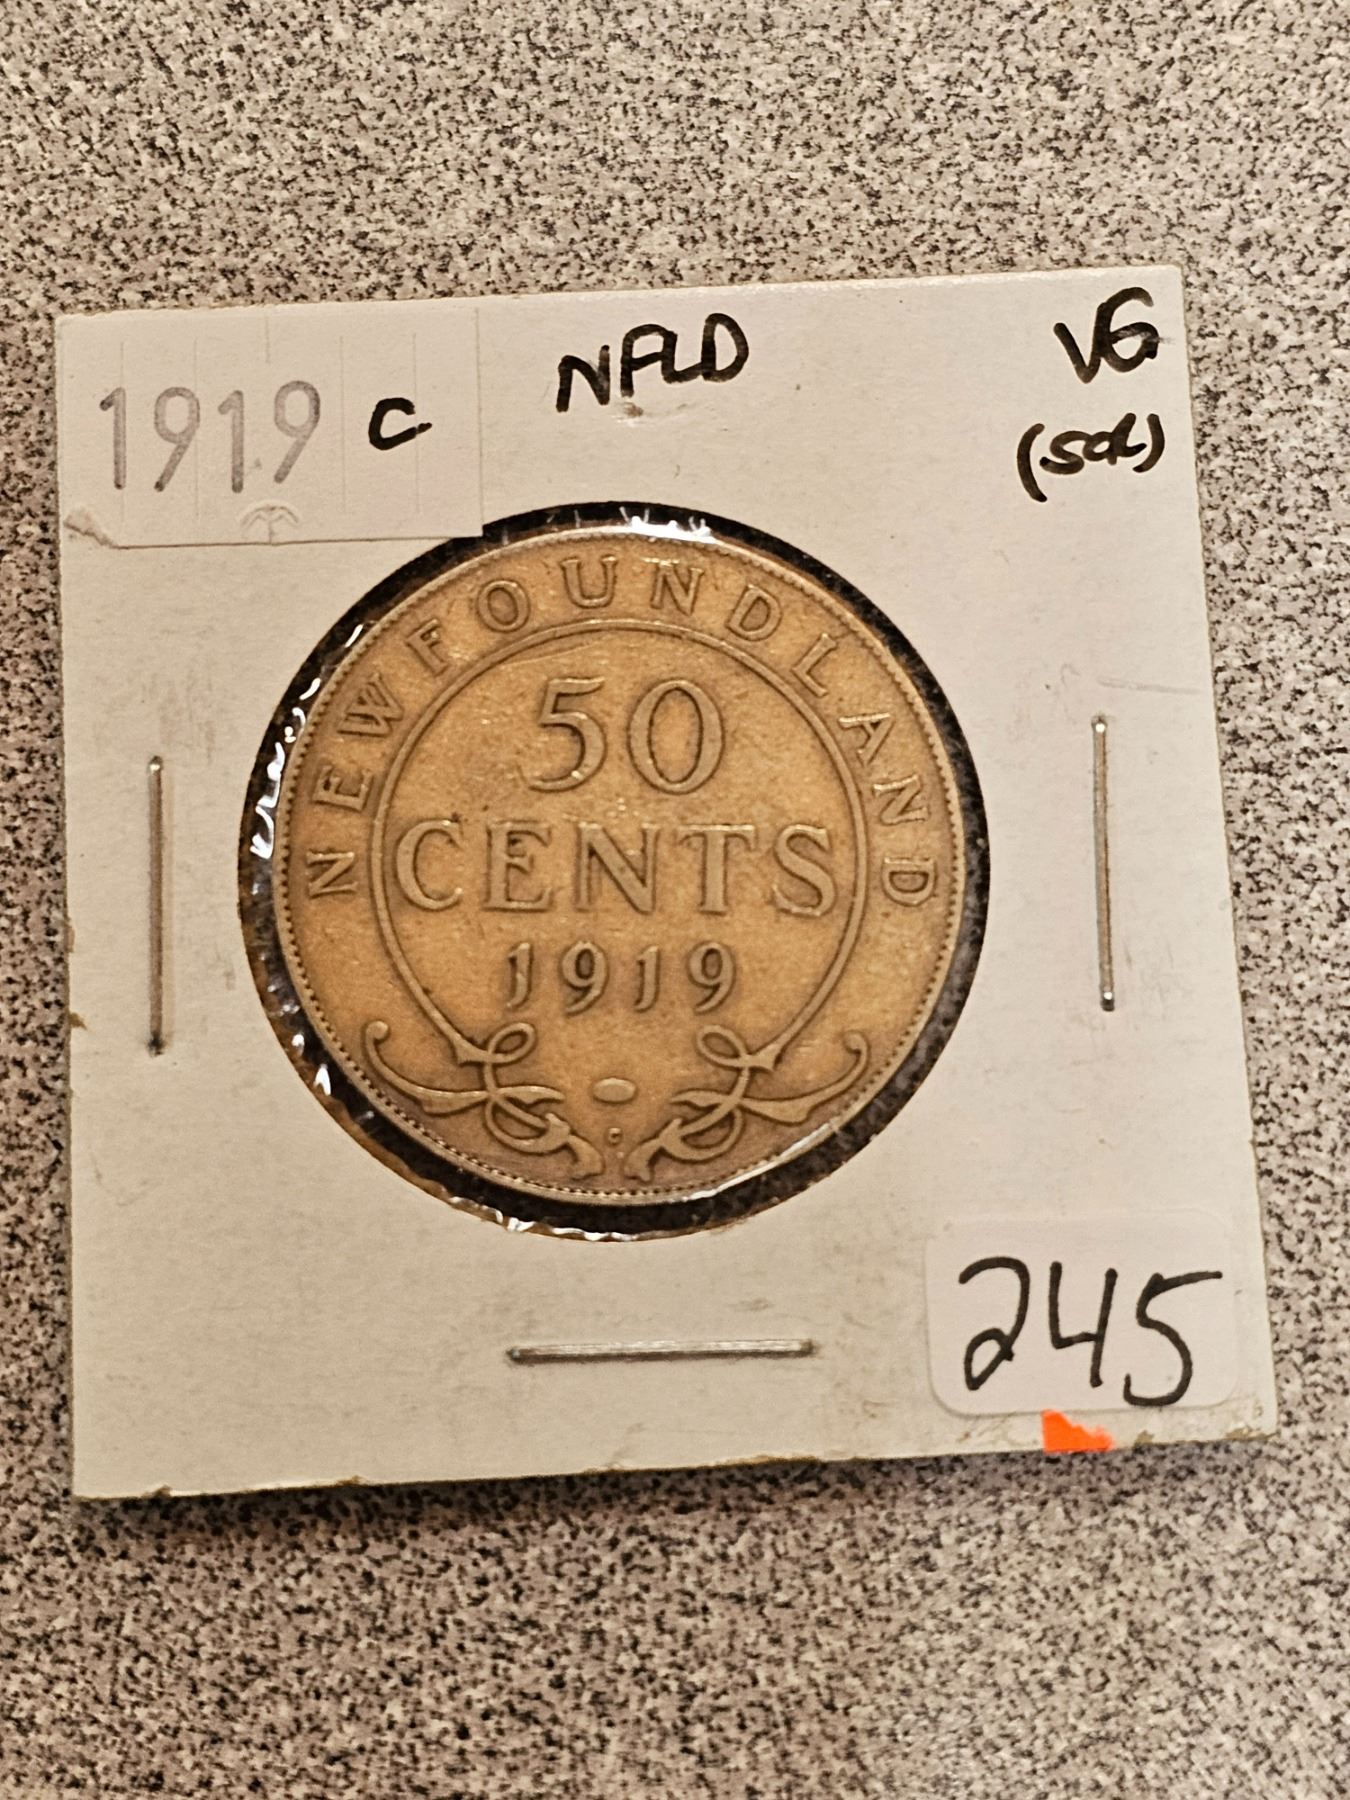 1919 C
NFLD
VG
(50¢)
NEWFOUNDLAND
50
CENTS
1919
C
245